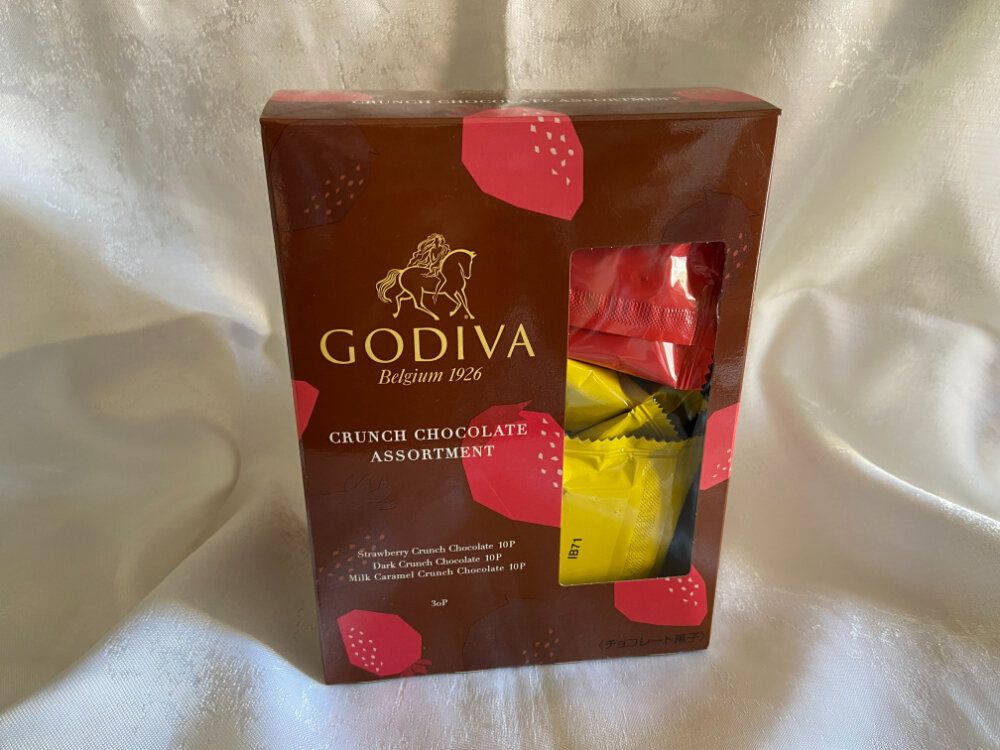 CRUNCH CHOCOLATE ASSORTMENT
GODIVA
Belgium 1926
CRUNCH CHOCOLATE
ASSORTMENT
Strawberry Crunch Chocolate 10P
Dark Crunch Chocolate 10P
Milk Caramel Crunch Chocolate 10P
30P
IB71
〈チョコレート菓子〉